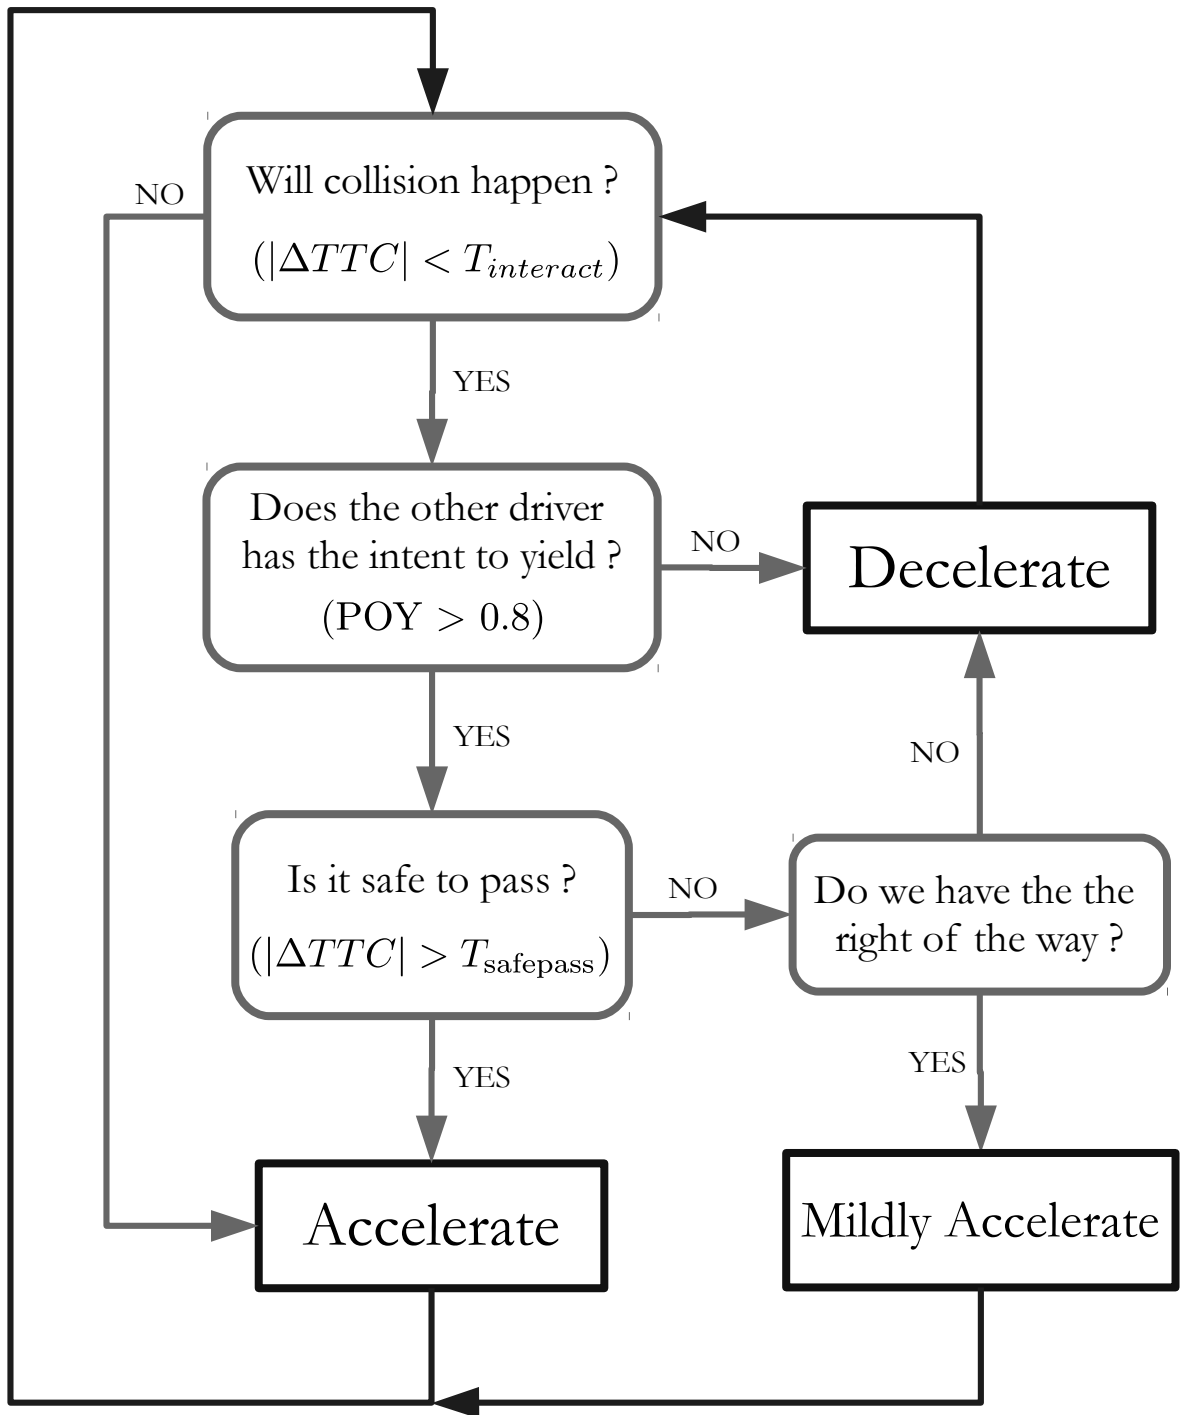 Will collision happen ?
NO
(|ΔTTC| < T_interact)
YES
Does the other driver
has the intent to yield ?
(POY > 0.8)
NO
Decelerate
YES
NO
Is it safe to pass ?
(|ΔTTC| > T_safepass)
NO
Do we have the the
right of the way ?
YES
YES
Accelerate
Mildly Accelerate